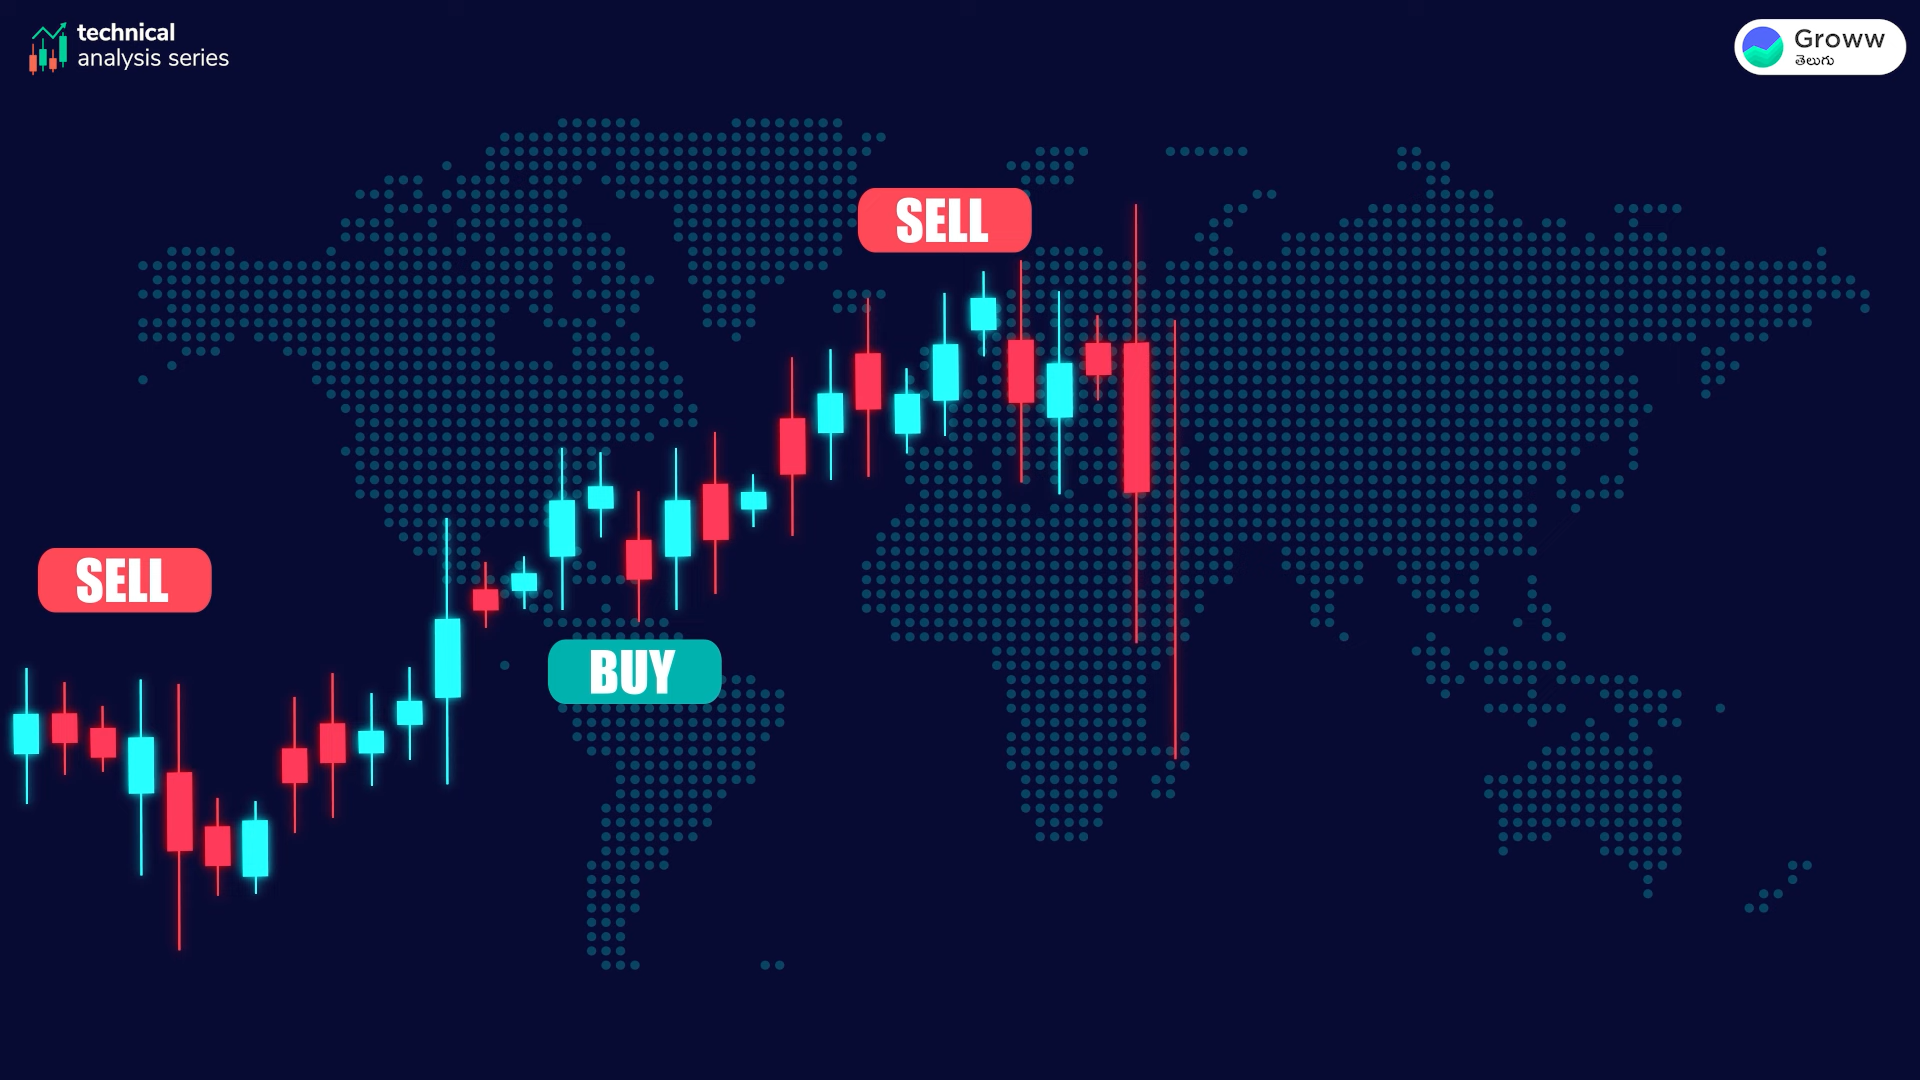 technical
analysis series
Groww
తెలుగు
SELL
SELL
BUY